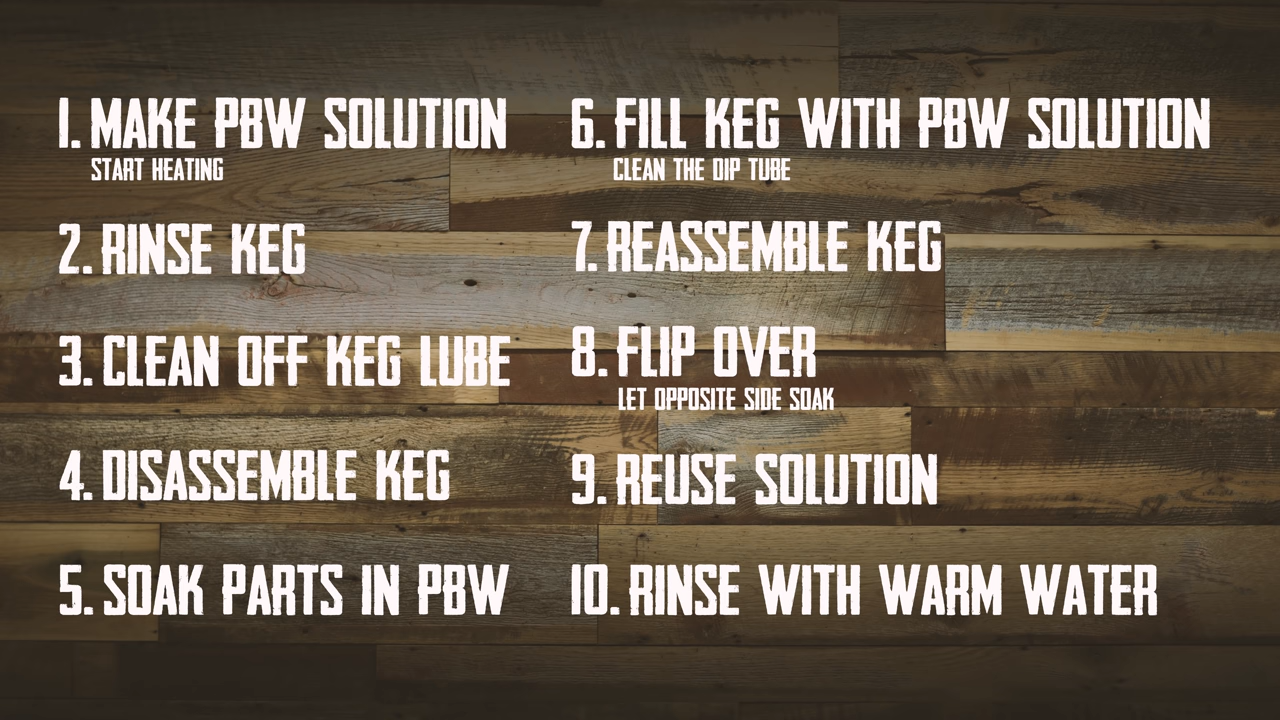 1. MAKE PBW SOLUTION
START HEATING
2. RINSE KEG
3. CLEAN OFF KEG LUBE
4. DISASSEMBLE KEG
5. SOAK PARTS IN PBW
6. FILL KEG WITH PBW SOLUTION
CLEAN THE DIP TUBE
7. REASSEMBLE KEG
8. FLIP OVER
LET OPPOSITE SIDE SOAK
9. REUSE SOLUTION
10. RINSE WITH WARM WATER